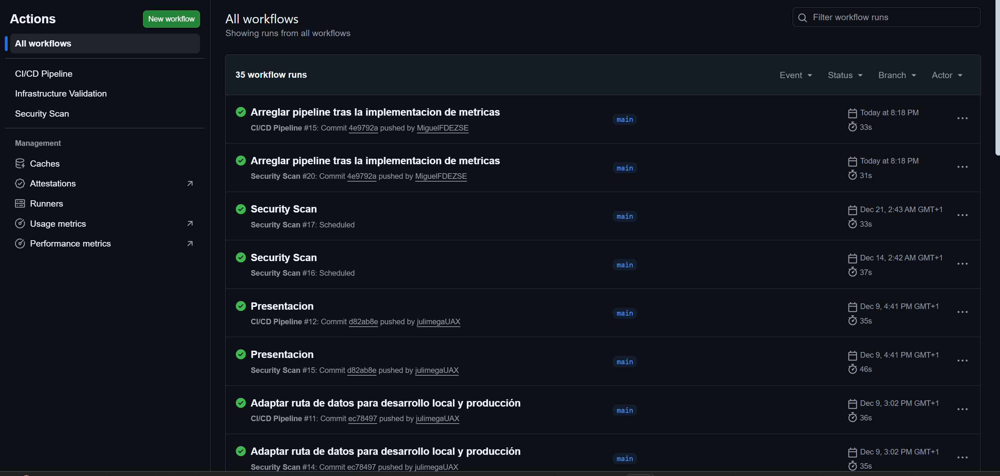 Actions
New workflow
All workflows
CI/CD Pipeline
Infrastructure Validation
Security Scan
Management
Caches
Attestations
Runners
Usage metrics
Performance metrics
All workflows
Showing runs from all workflows
Filter workflow runs
35 workflow runs
Event
Status
Branch
Actor
Arreglar pipeline tras la implementacion de metricas
CI/CD Pipeline #15: Commit 4e9792a pushed by MiguelFDEZSE
main
Today at 8:18 PM
33s
Arreglar pipeline tras la implementacion de metricas
Security Scan #20: Commit 4e9792a pushed by MiguelFDEZSE
main
Today at 8:18 PM
31s
Security Scan
Security Scan #17: Scheduled
main
Dec 21, 2:43 AM GMT+1
33s
Security Scan
Security Scan #16: Scheduled
main
Dec 14, 2:42 AM GMT+1
37s
Presentacion
CI/CD Pipeline #12: Commit d82ab8e pushed by julimegaUAX
main
Dec 9, 4:41 PM GMT+1
35s
Presentacion
Security Scan #15: Commit d82ab8e pushed by julimegaUAX
main
Dec 9, 4:41 PM GMT+1
46s
Adaptar ruta de datos para desarrollo local y producción
CI/CD Pipeline #11: Commit ec78497 pushed by julimegaUAX
main
Dec 9, 3:02 PM GMT+1
36s
Adaptar ruta de datos para desarrollo local y producción
Security Scan #14: Commit ec78497 pushed by julimegaUAX
main
Dec 9, 3:02 PM GMT+1
35s